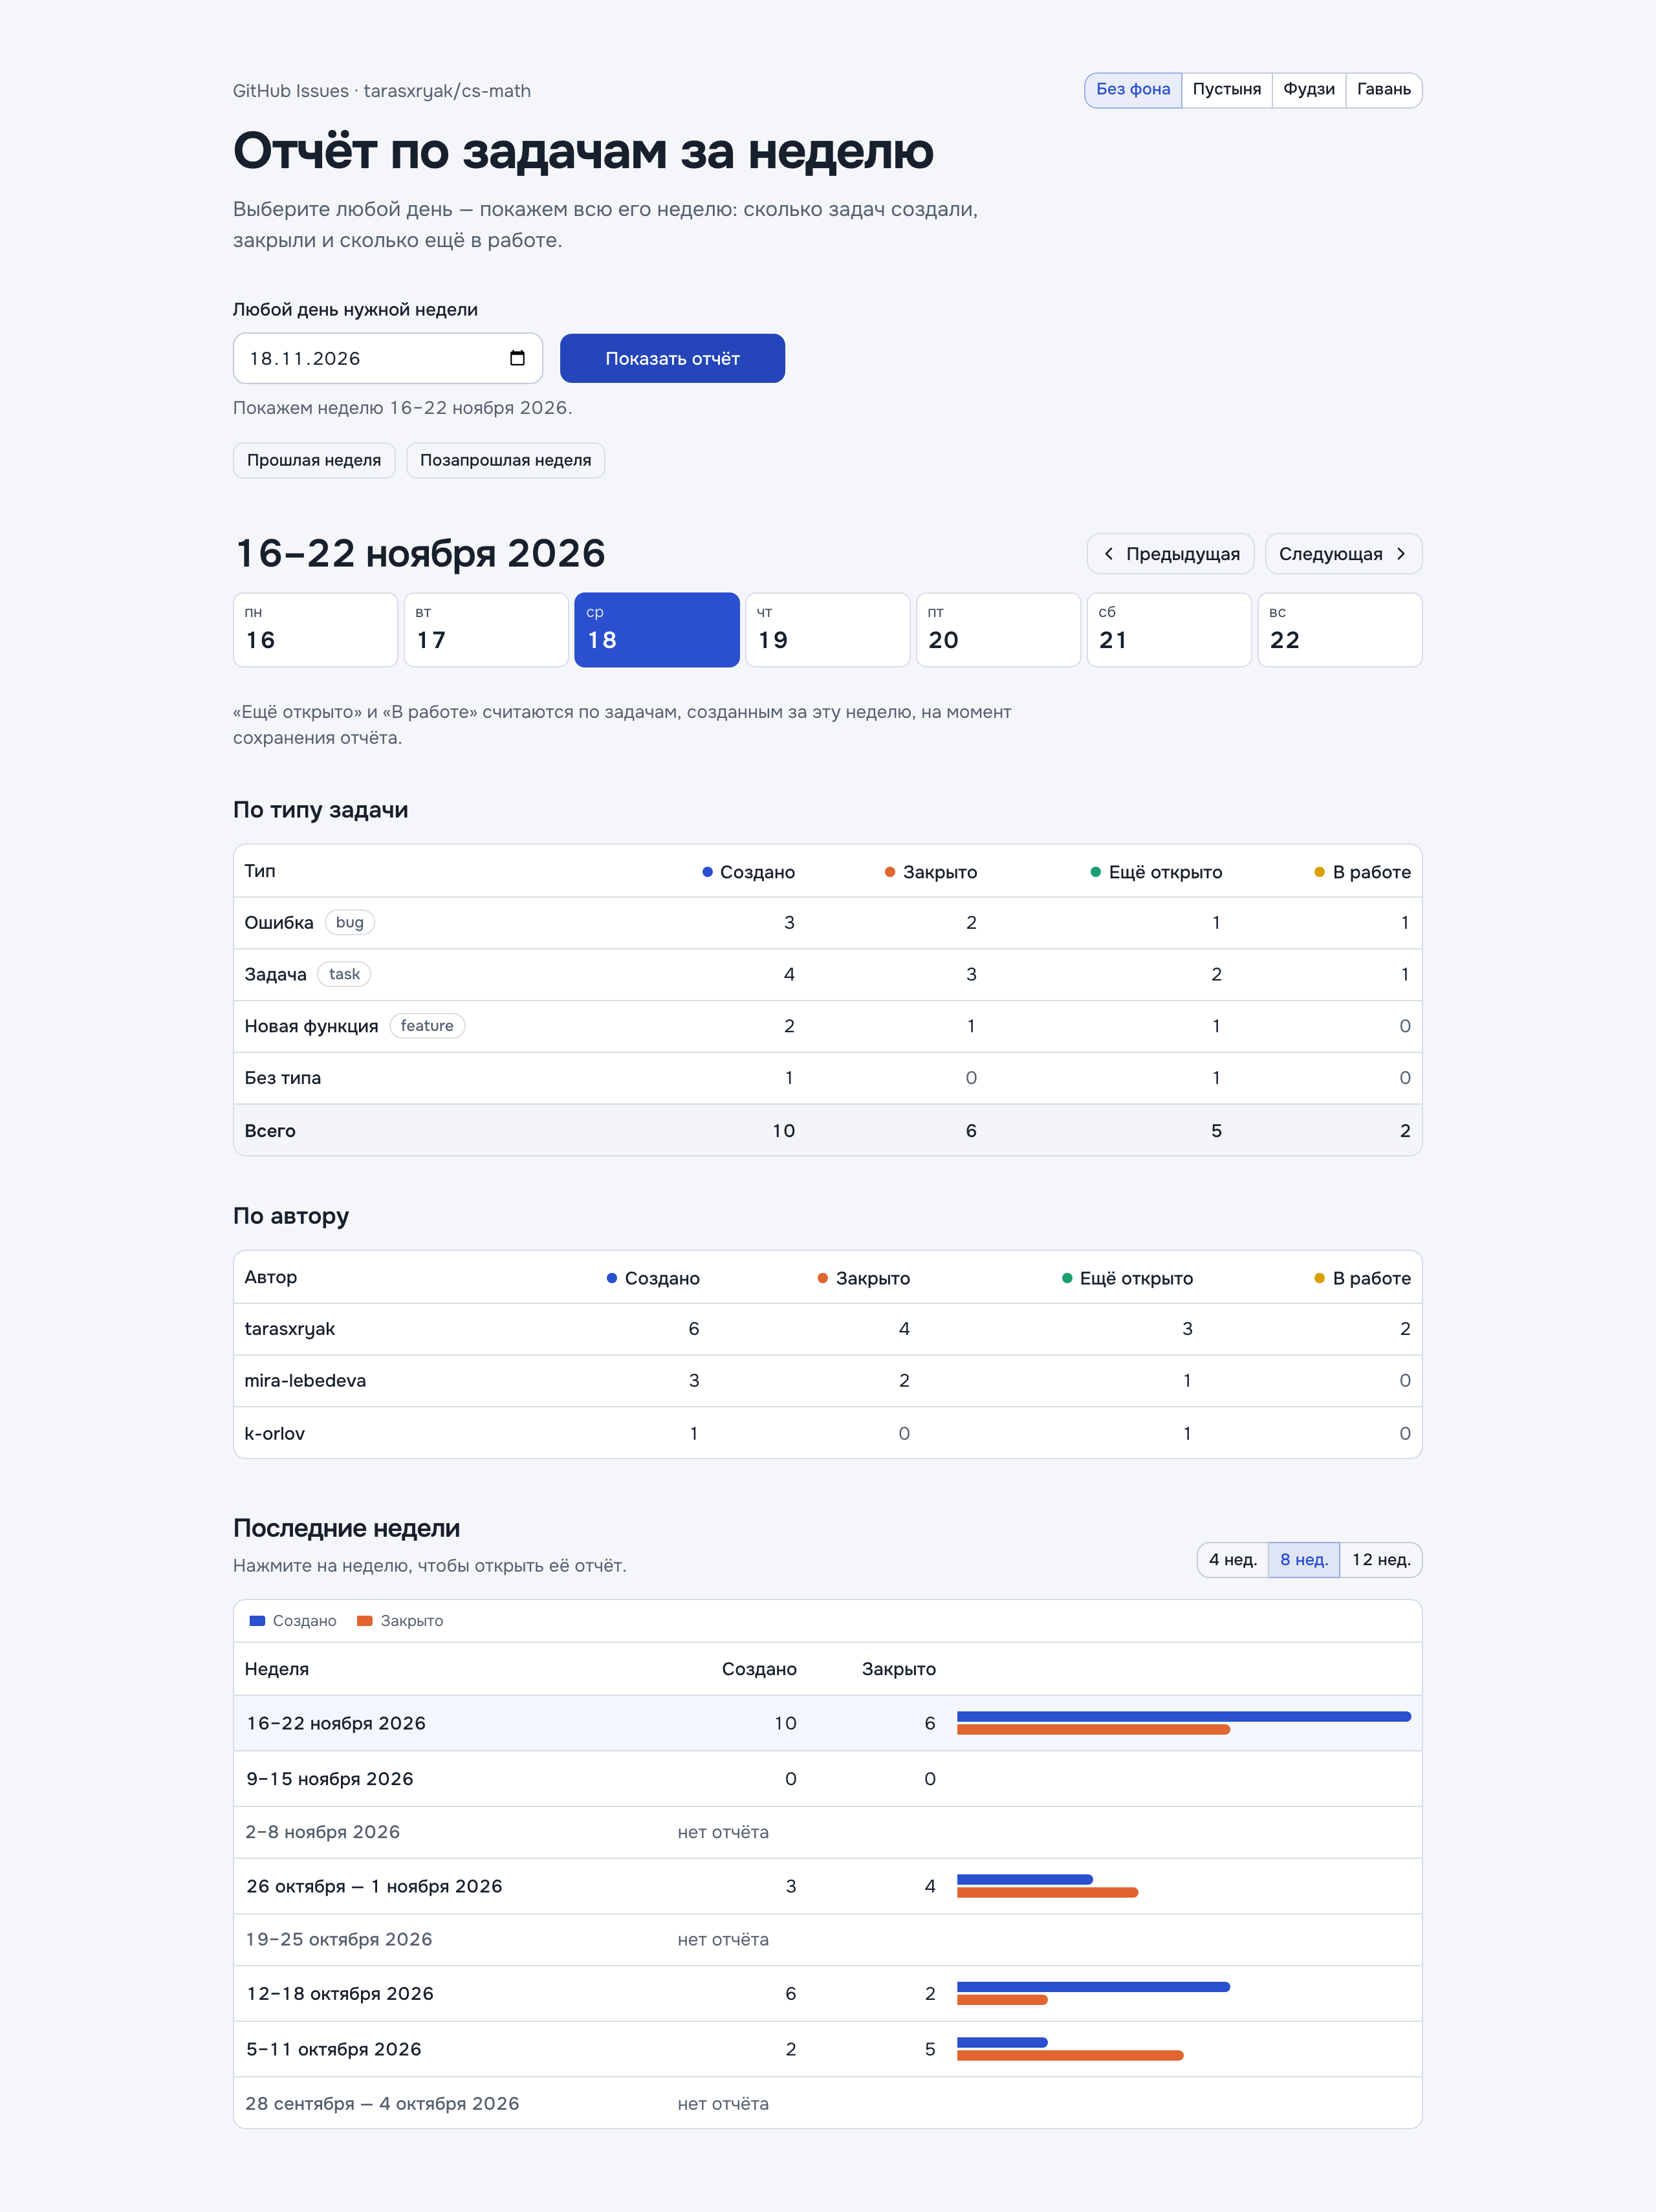 GitHub Issues · tarasxryak/cs-math
Без фона Пустыня Фудзи Гавань
Отчёт по задачам за неделю
Выберите любой день — покажем всю его неделю: сколько задач создали,
закрыли и сколько ещё в работе.
Любой день нужной недели
18.11.2026 Показать отчёт
Покажем неделю 16–22 ноября 2026.
Прошлая неделя Позапрошлая неделя
16–22 ноября 2026 Предыдущая Следующая
пн вт ср чт пт сб вс
16 17 18 19 20 21 22
«Ещё открыто» и «В работе» считаются по задачам, созданным за эту неделю, на момент
сохранения отчёта.
По типу задачи
Тип Создано Закрыто Ещё открыто В работе
Ошибка bug 3 2 1 1
Задача task 4 3 2 1
Новая функция feature 2 1 1 0
Без типа 1 0 1 0
Всего 10 6 5 2
По автору
Автор Создано Закрыто Ещё открыто В работе
tarasxryak 6 4 3 2
mira-lebedeva 3 2 1 0
k-orlov 1 0 1 0
Последние недели
Нажмите на неделю, чтобы открыть её отчёт.
4 нед. 8 нед. 12 нед.
Создано Закрыто
Неделя Создано Закрыто
16–22 ноября 2026 10 6
9–15 ноября 2026 0 0
2–8 ноября 2026 нет отчёта
26 октября — 1 ноября 2026 3 4
19–25 октября 2026 нет отчёта
12–18 октября 2026 6 2
5–11 октября 2026 2 5
28 сентября — 4 октября 2026 нет отчёта